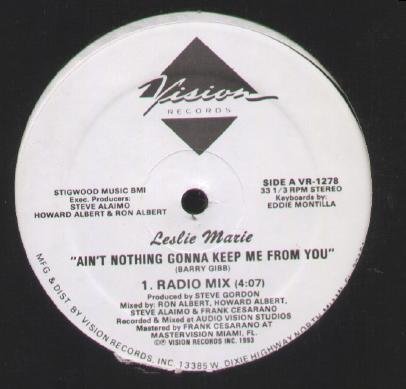 Vision
RECORDS
STIGWOOD MUSIC BMI
Exec. Producers:
STEVE ALAIMO
HOWARD ALBERT & RON ALBERT
SIDE A VR-1278
33 1/3 RPM STEREO
Keyboards by:
EDDIE MONTILLA
Leslie Marie
"AIN'T NOTHING GONNA KEEP ME FROM YOU"
(BARRY GIBB)
1. RADIO MIX (4:07)
Produced by STEVE GORDON
Mixed by: RON ALBERT, HOWARD ALBERT,
STEVE ALAIMO & FRANK CESARANO
Recorded & Mixed at AUDIO VISION STUDIOS
Mastered by FRANK CESARANO AT
MASTERVISION MIAMI, FL.
©℗ VISION RECORDS INC. 1993
MFG & DIST BY VISION RECORDS, INC. 13385 W. DIXIE HIGHWAY NORTH MIAMI